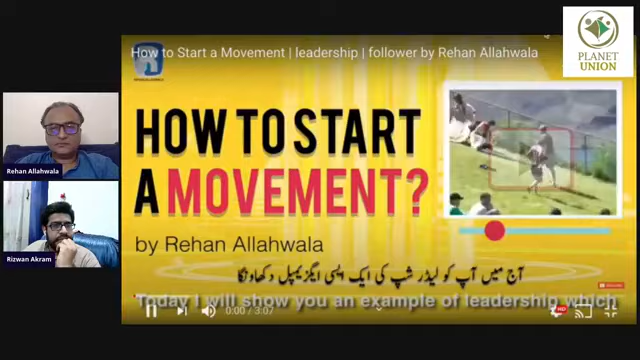 How to Start a Movement | leadership | follower by Rehan Allahwala
PLANET
UNION
HOW TO START
A MOVEMENT?
by Rehan Allahwala
Rehan Allahwala
Rizwan Akram
آج میں آپ کو لیڈر شپ کی ایک ایسی ایگزیمپل دکھاونگا
Today I will show you an example of leadership which
0:00 / 3:07
HD